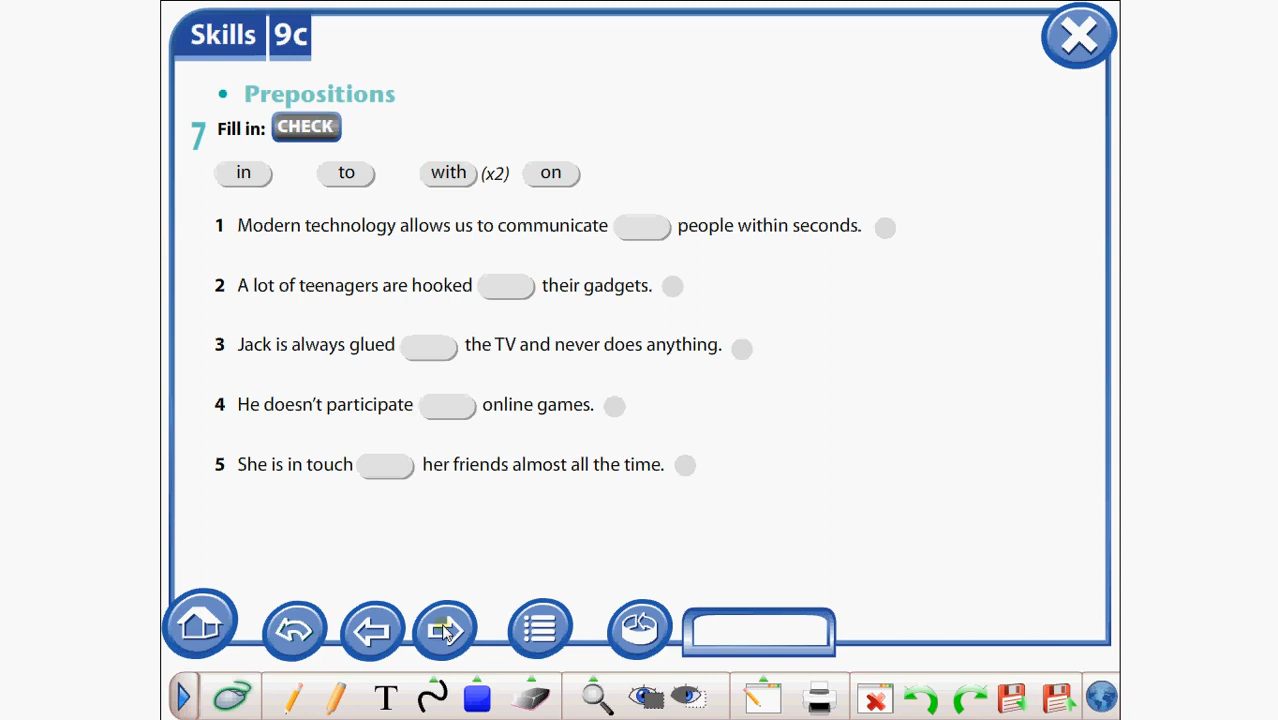 Skills 9c
• Prepositions
7 Fill in: CHECK
in to with (x2) on
1 Modern technology allows us to communicate people within seconds.
2 A lot of teenagers are hooked their gadgets.
3 Jack is always glued the TV and never does anything.
4 He doesn't participate online games.
5 She is in touch her friends almost all the time.
T